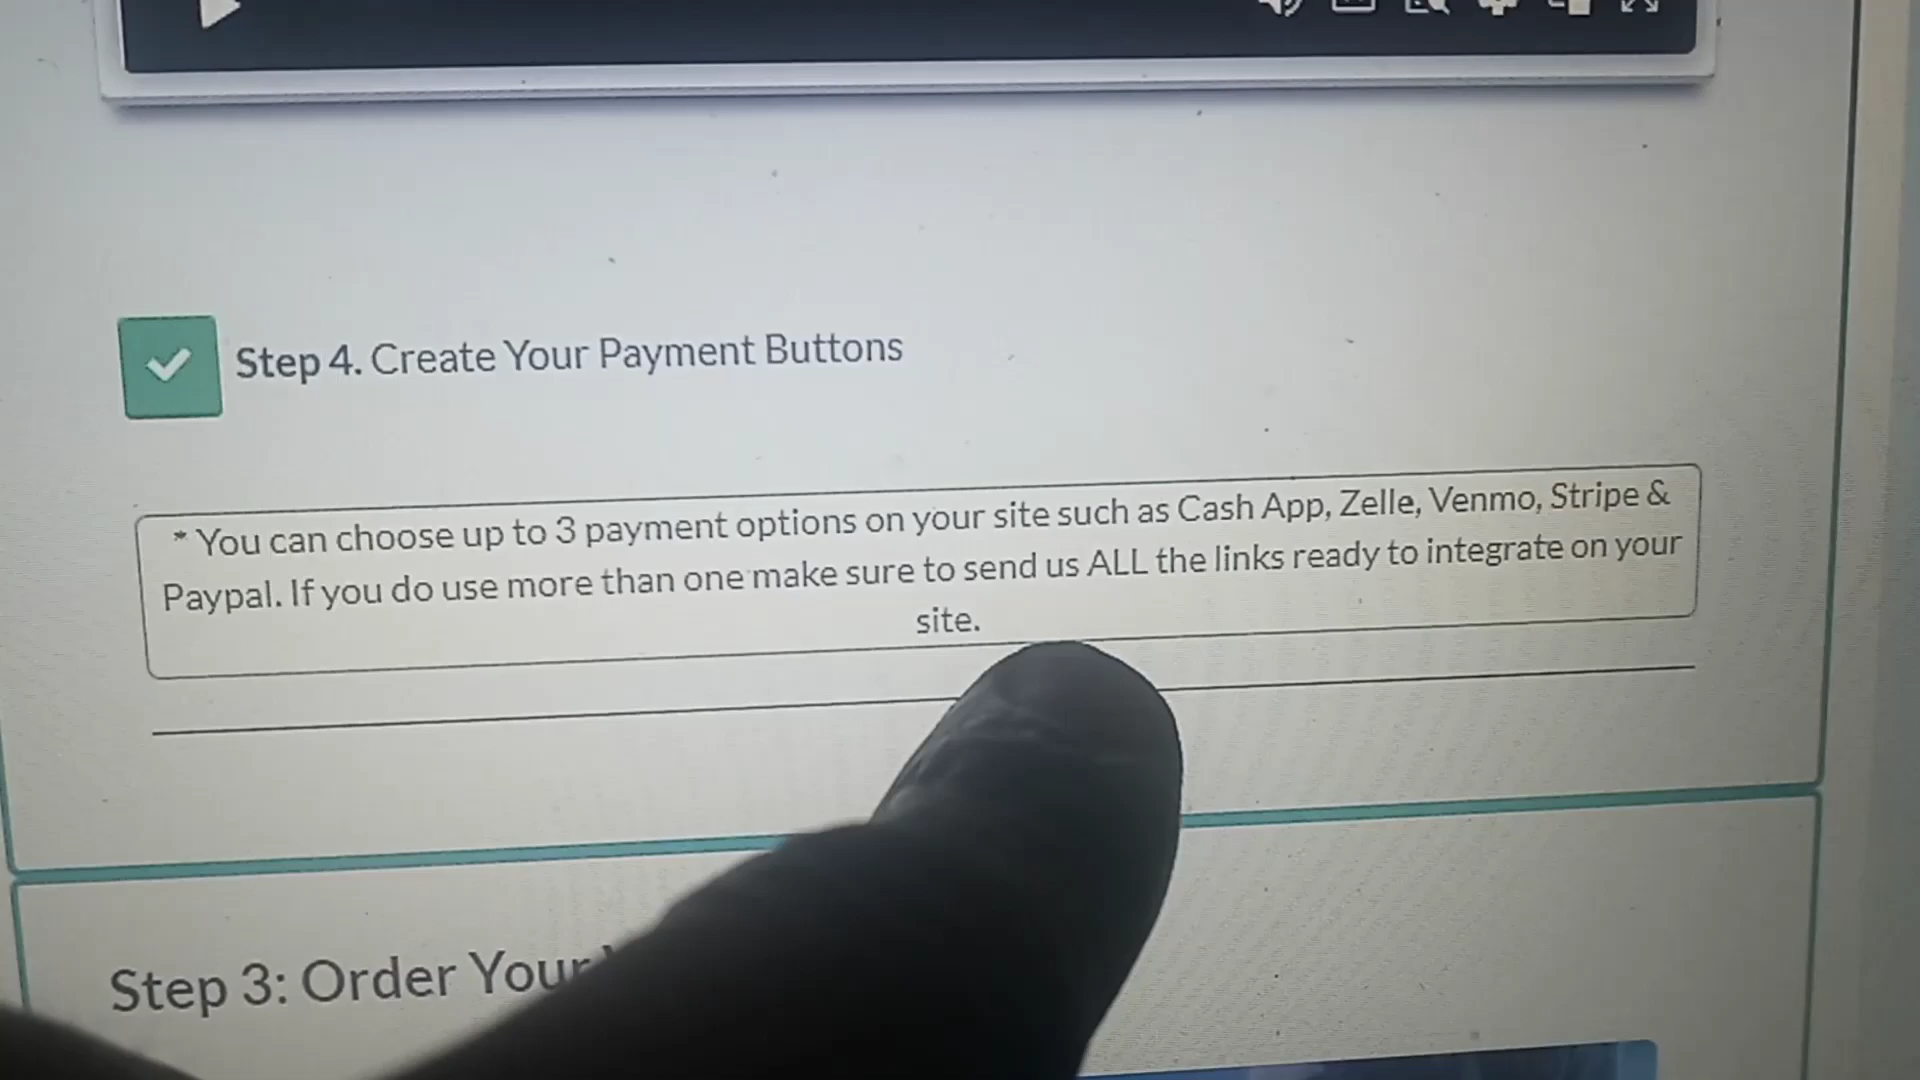 Step 4. Create Your Payment Buttons
* You can choose up to 3 payment options on your site such as Cash App, Zelle, Venmo, Stripe &
Paypal. If you do use more than one make sure to send us ALL the links ready to integrate on your
site.
Step 3: Order Your